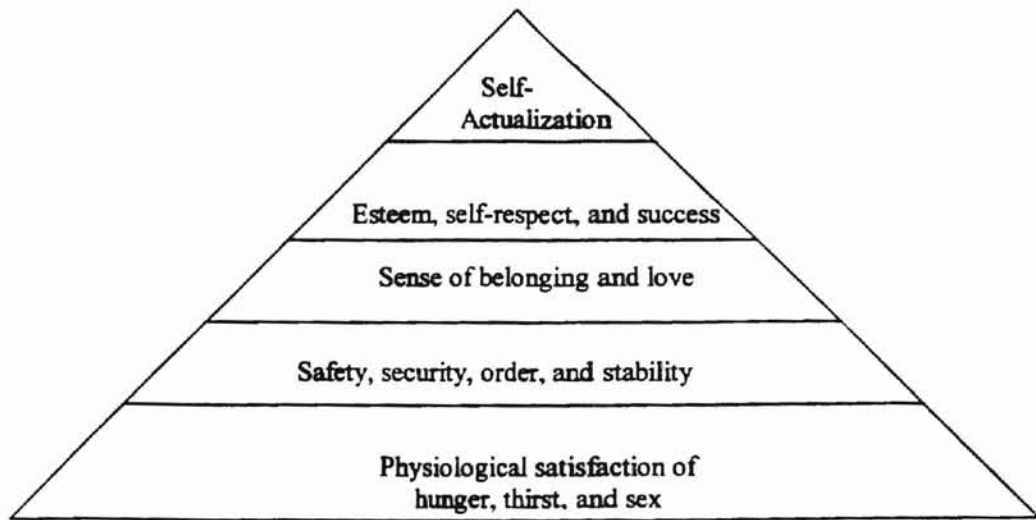 Self-
Actualization
Esteem, self-respect, and success
Sense of belonging and love
Safety, security, order, and stability
Physiological satisfaction of
hunger, thirst, and sex